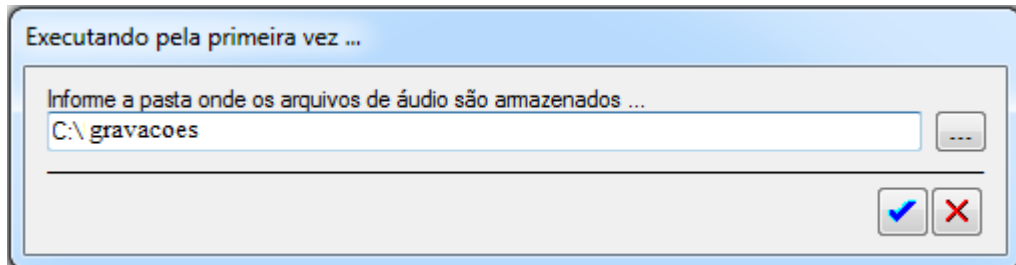 Executando pela primeira vez ...
Informe a pasta onde os arquivos de áudio são armazenados ...
C:\ gravacoes
...